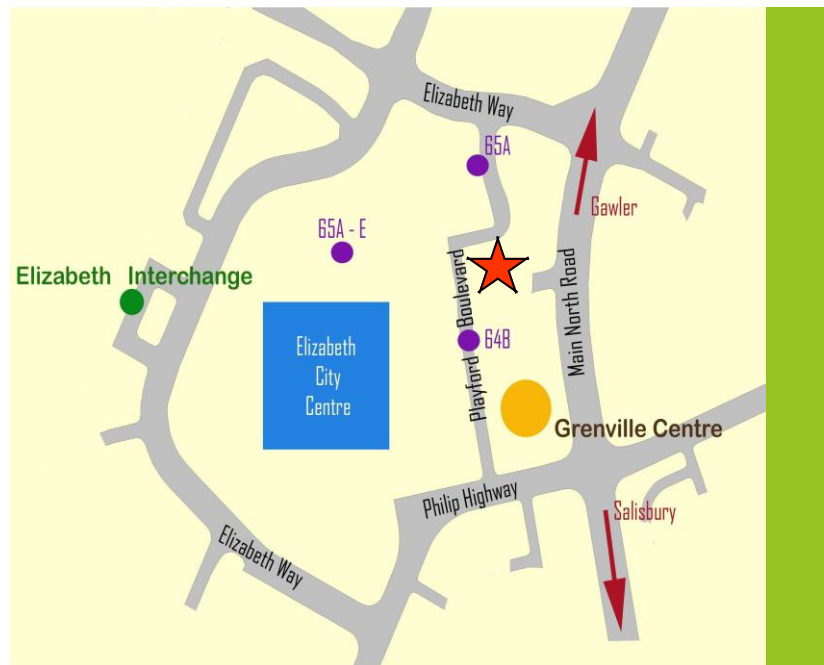 Elizabeth Way
65A
Gawler
65A - E
Elizabeth Interchange
Playford Boulevard
Main North Road
64B
Elizabeth
City
Centre
Grenville Centre
Philip Highway
Salisbury
Elizabeth Way